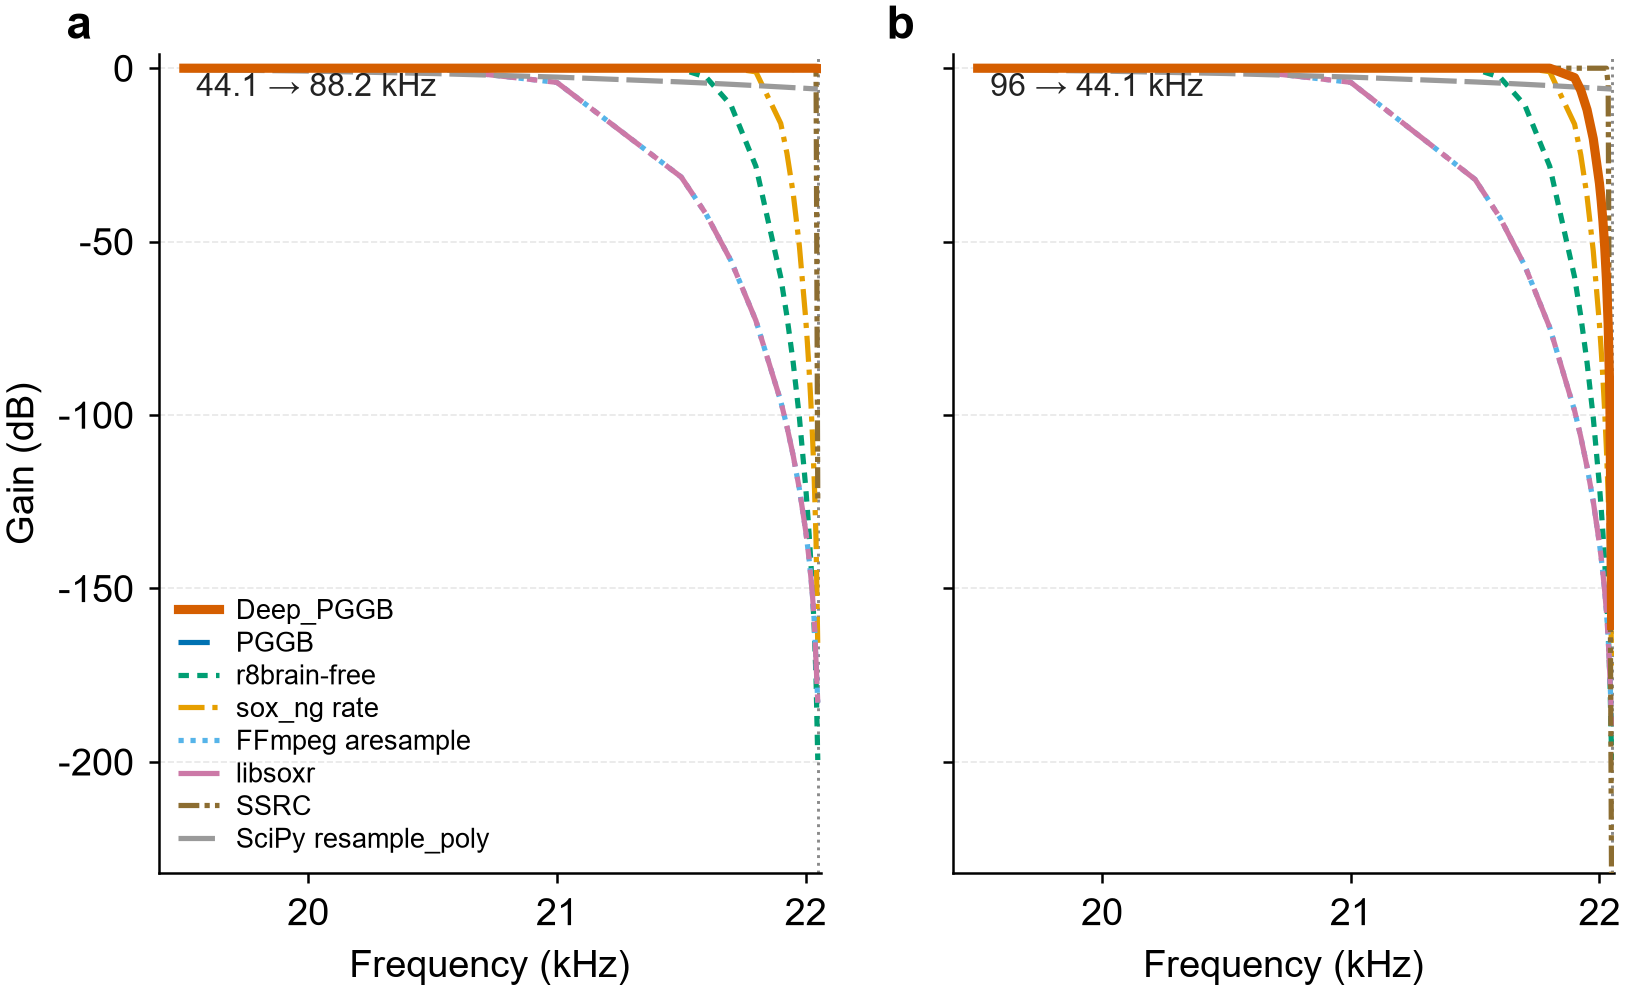 a
b
44.1 → 88.2 kHz
96 → 44.1 kHz
Gain (dB)
0
-50
-100
-150
-200
Deep_PGGB
PGGB
r8brain-free
sox_ng rate
FFmpeg aresample
libsoxr
SSRC
SciPy resample_poly
20
21
22
20
21
22
Frequency (kHz)
Frequency (kHz)